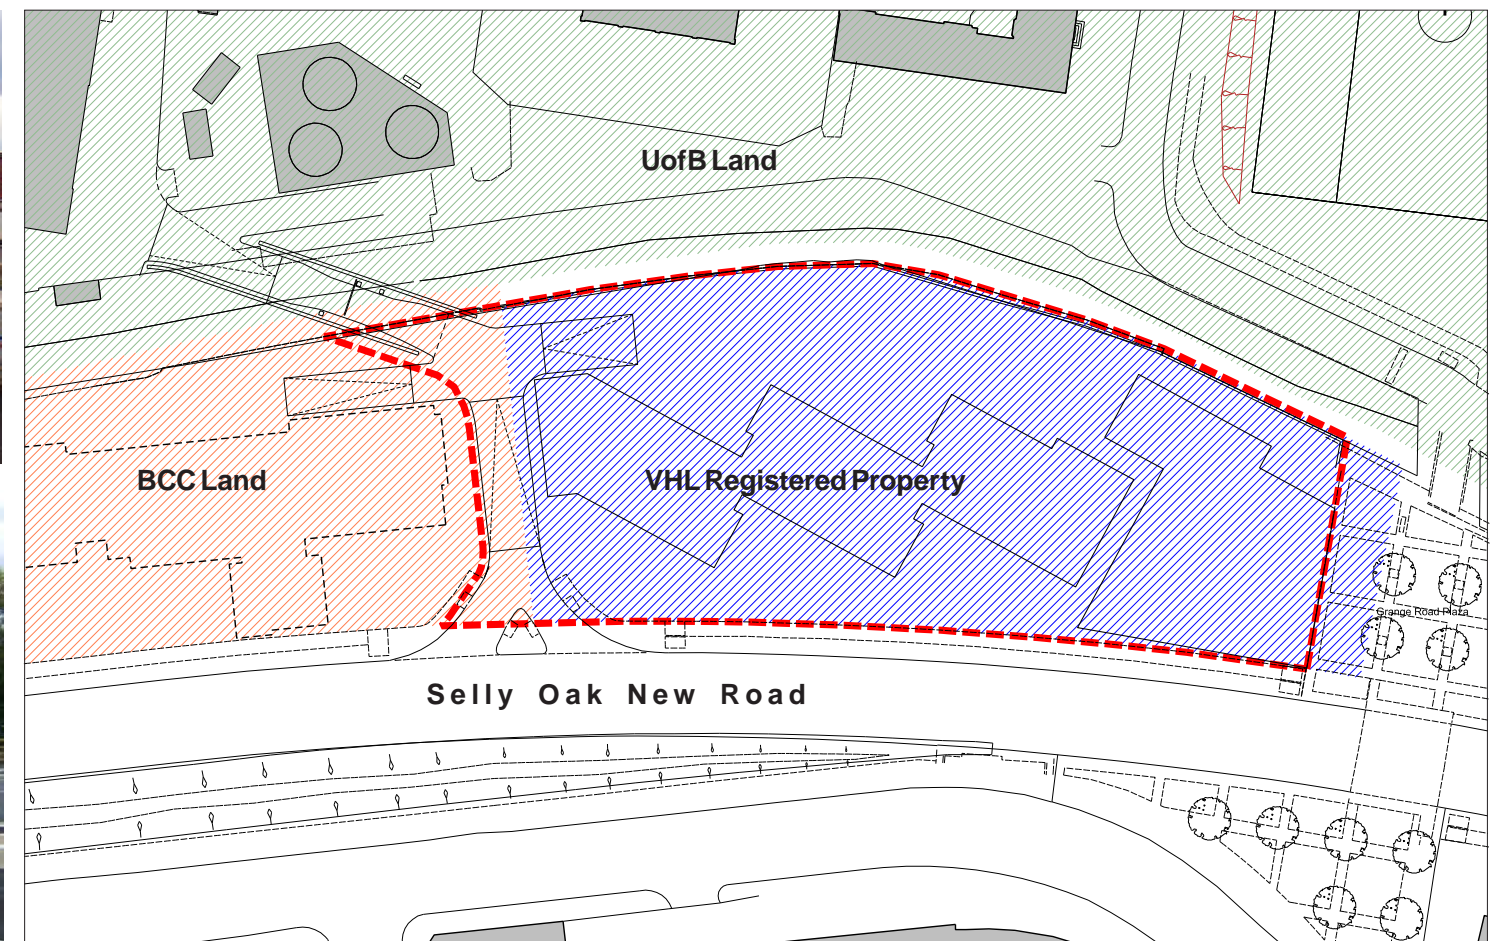 UofB Land
BCC Land
VHL Registered Property
Grange Road Plaza
Selly Oak New Road